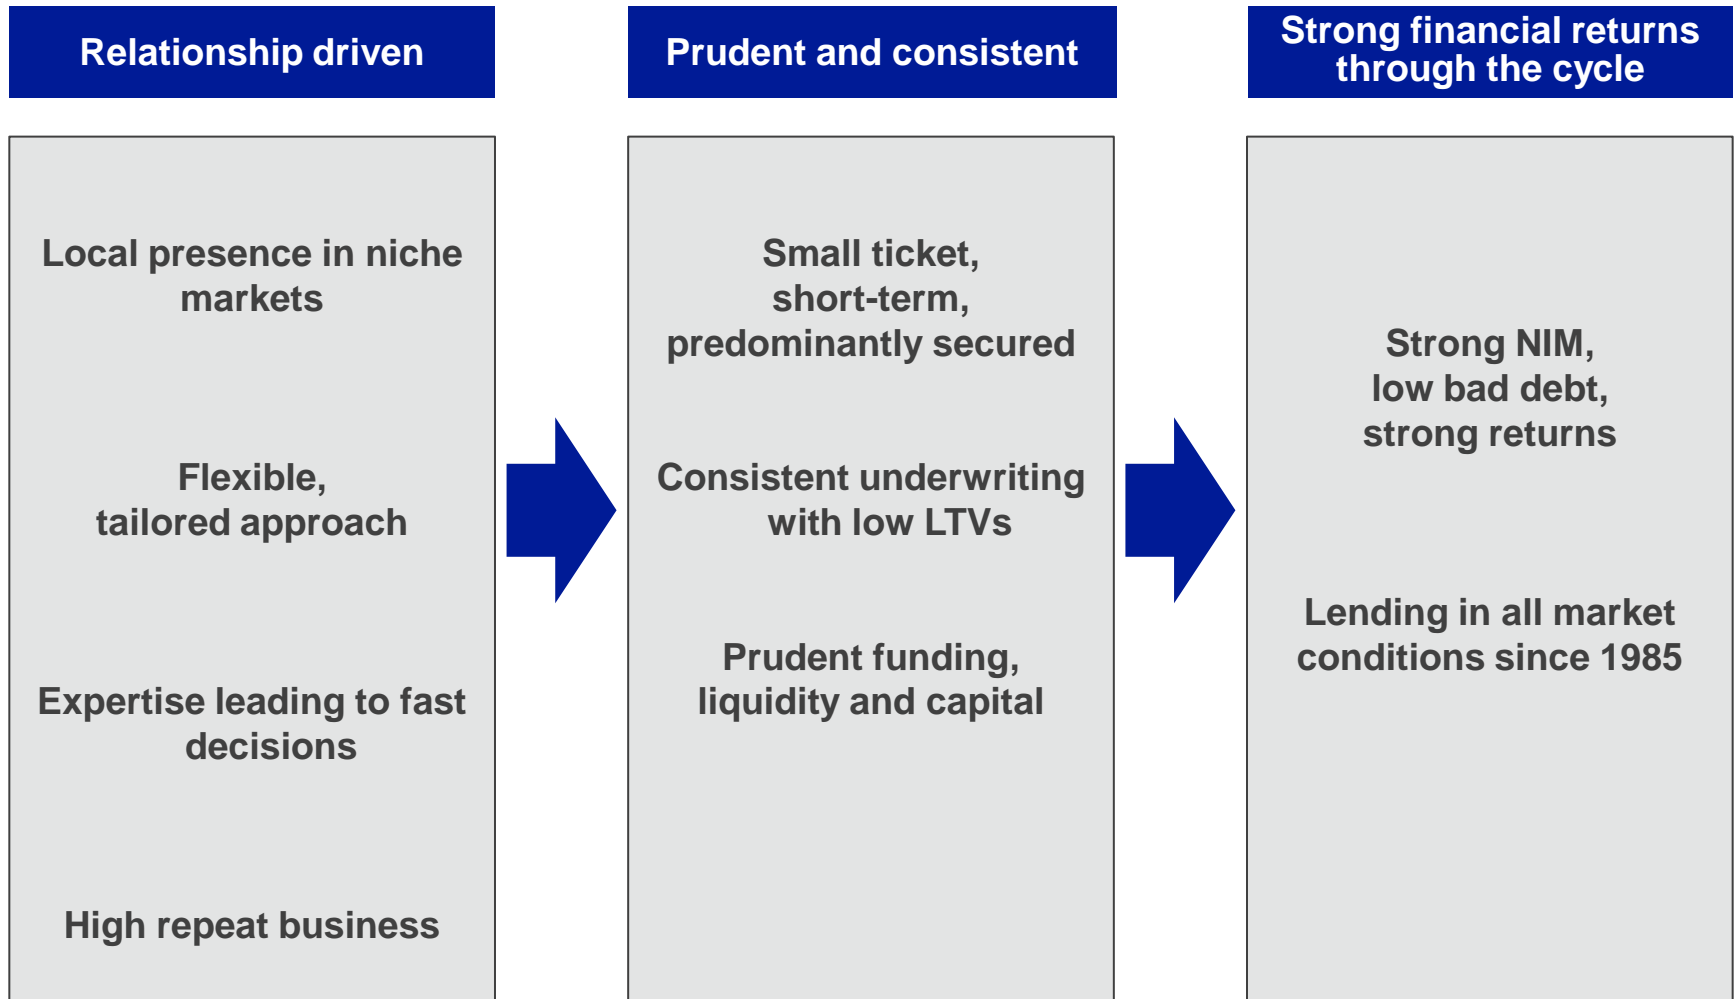 Relationship driven
Local presence in niche
markets
Flexible,
tailored approach
Expertise leading to fast
decisions
High repeat business
Prudent and consistent
Small ticket,
short-term,
predominantly secured
Consistent underwriting
with low LTVs
Prudent funding,
liquidity and capital
Strong financial returns
through the cycle
Strong NIM,
low bad debt,
strong returns
Lending in all market
conditions since 1985